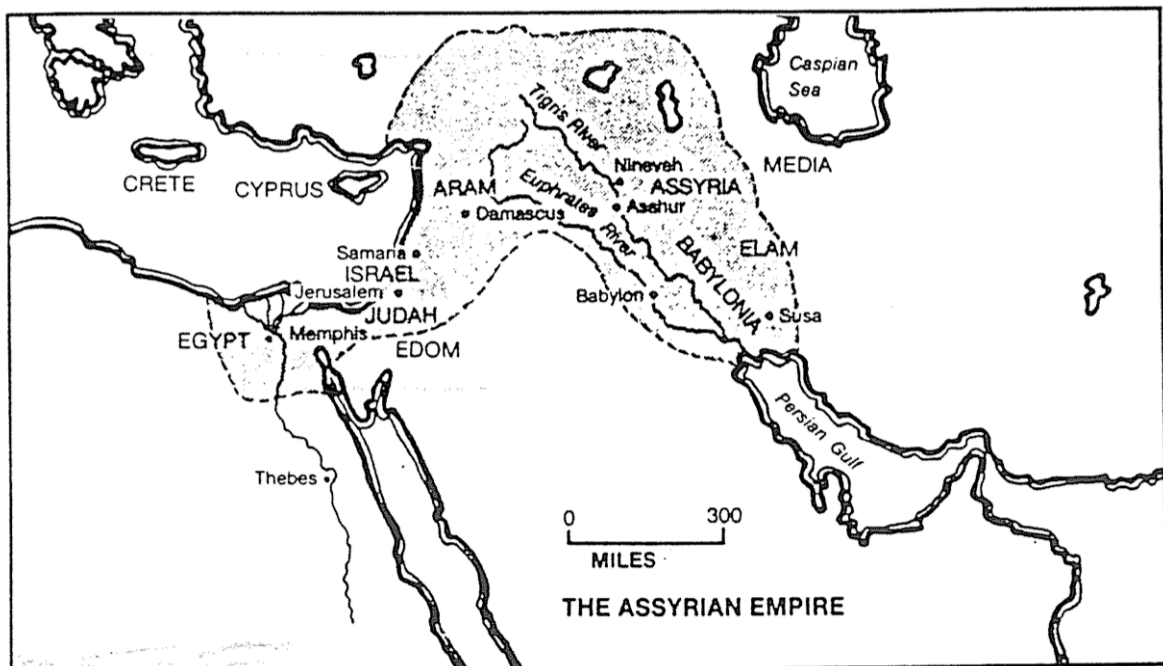 Caspian
Sea
Tigris River
MEDIA
Nineveh
CRETE
CYPRUS
ARAM
ASSYRIA
Euphrates
River
Asshur
Damascus
BABYLONIA
ELAM
Samaria
ISRAEL
Jerusalem
Babylon
JUDAH
Susa
EGYPT
Memphis
EDOM
Persian Gulf
Thebes
0 300
MILES
THE ASSYRIAN EMPIRE